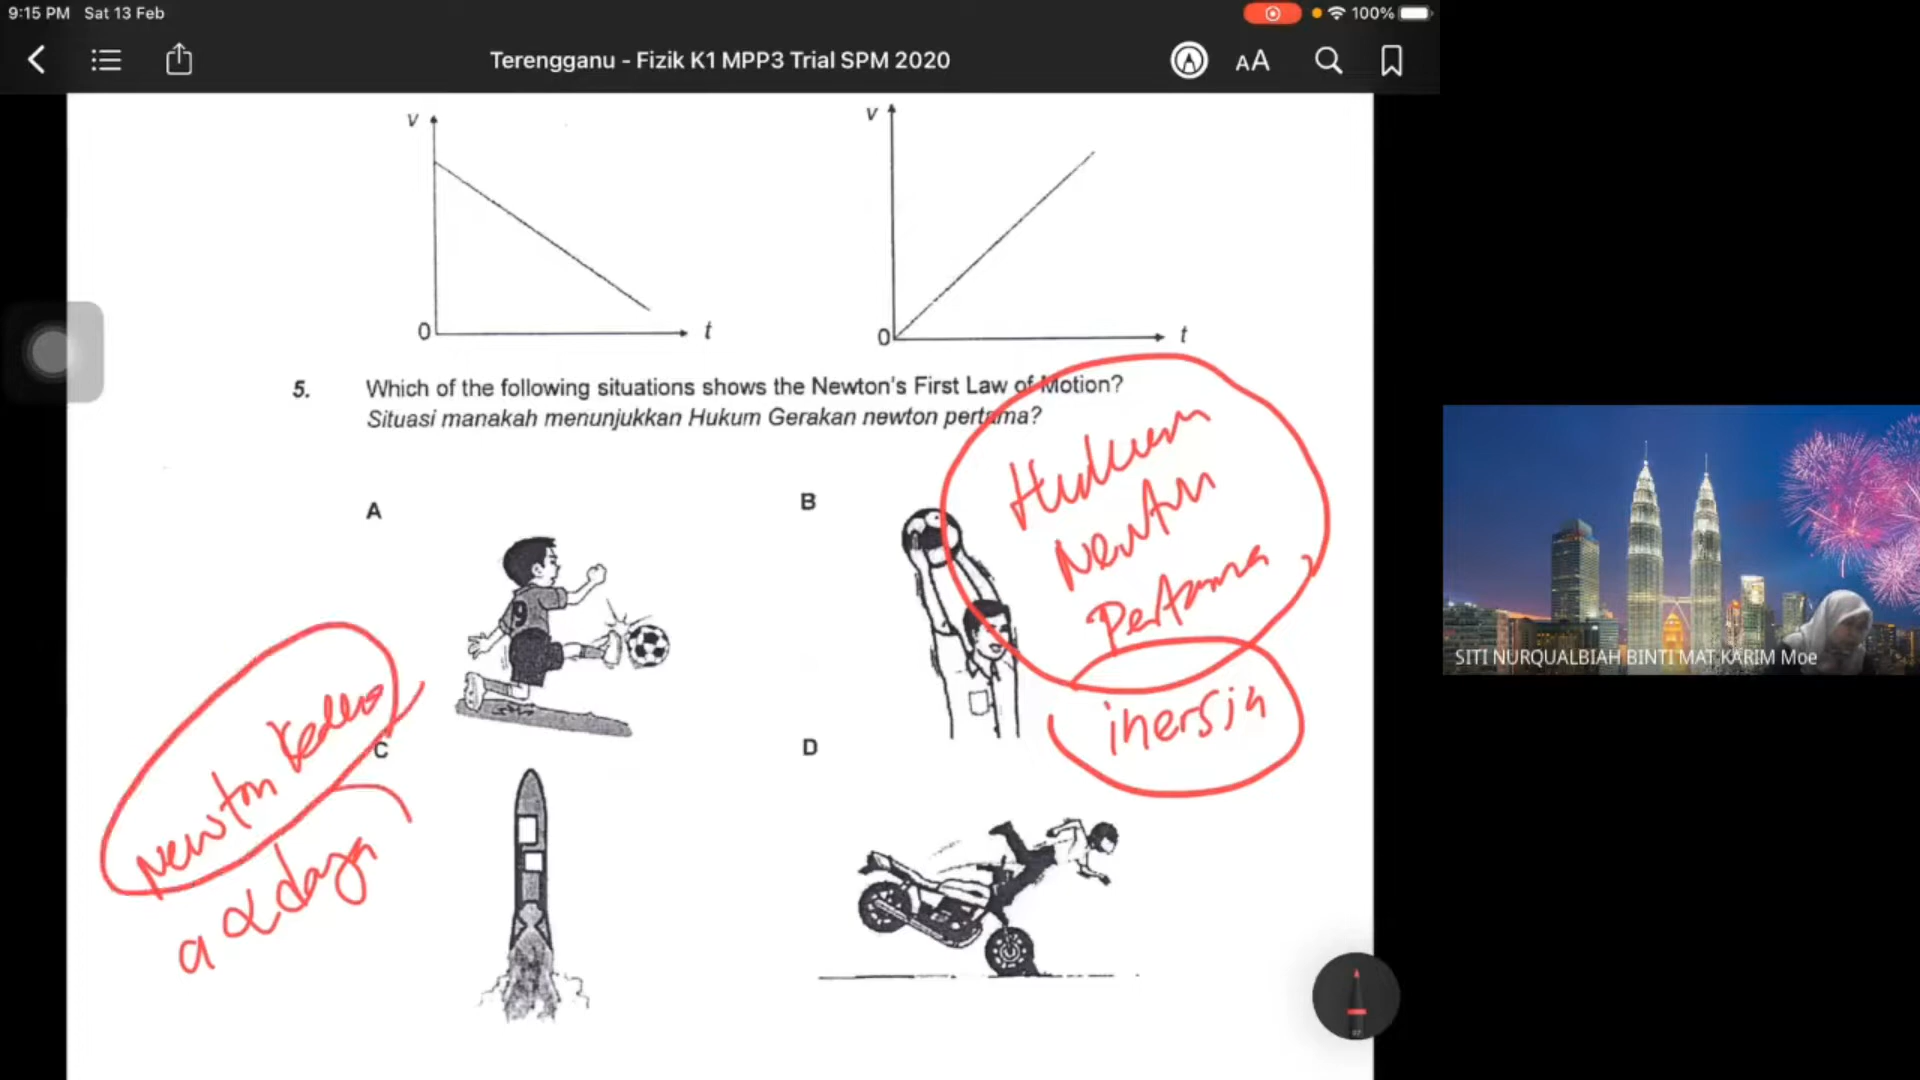 9:15 PM Sat 13 Feb
100%
Terengganu - Fizik K1 MPP3 Trial SPM 2020
AA
v
0
t
v
0
t
5. Which of the following situations shows the Newton's First Law of Motion?
Situasi manakah menunjukkan Hukum Gerakan newton pertama?
Hukum
Newton
Pertama
inersia
A
9
B
C
D
Newton kedua
a α daya
SITI NURQUALBIAH BINTI MAT KARIM Moe